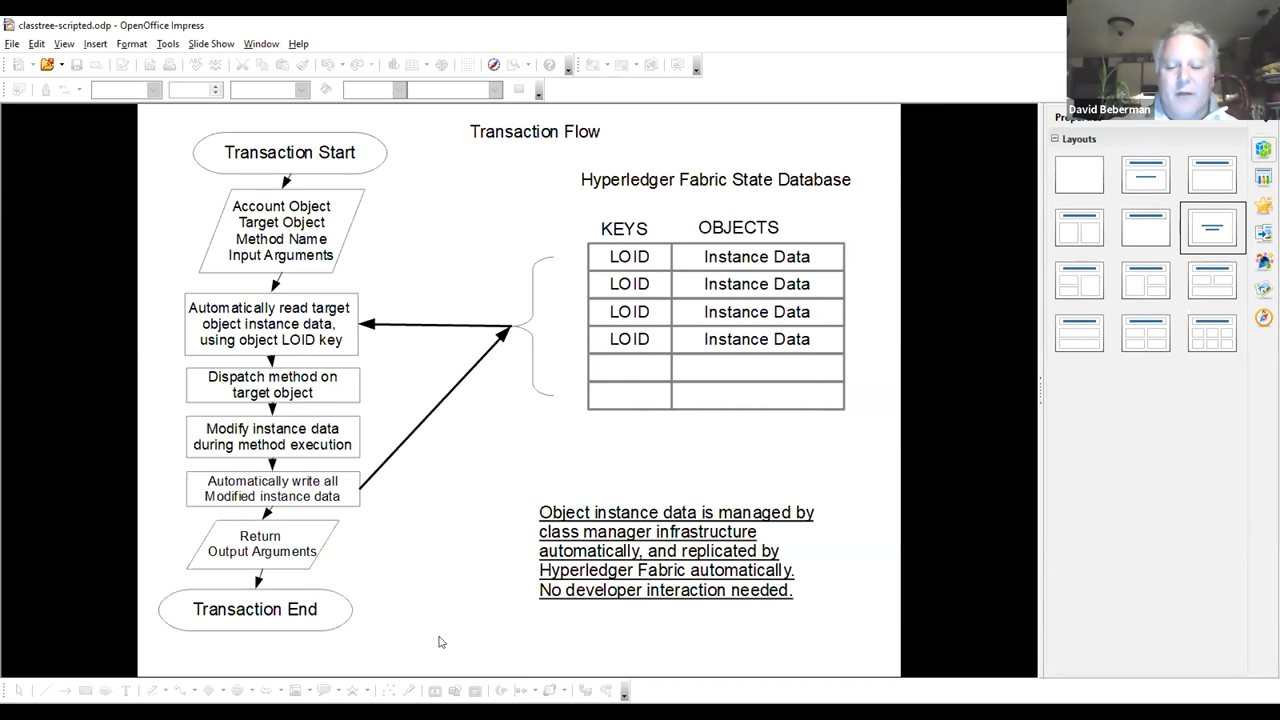 classtree-scripted.odp - OpenOffice Impress
File Edit View Insert Format Tools Slide Show Window Help
David Beberman
Layouts
Transaction Flow
Transaction Start
Account Object
Target Object
Method Name
Input Arguments
Automatically read target
object instance data,
using object LOID key
Dispatch method on
target object
Modify instance data
during method execution
Automatically write all
Modified instance data
Return
Output Arguments
Transaction End
Hyperledger Fabric State Database
KEYS OBJECTS
LOID Instance Data
LOID Instance Data
LOID Instance Data
LOID Instance Data
Object instance data is managed by
class manager infrastructure
automatically, and replicated by
Hyperledger Fabric automatically.
No developer interaction needed.